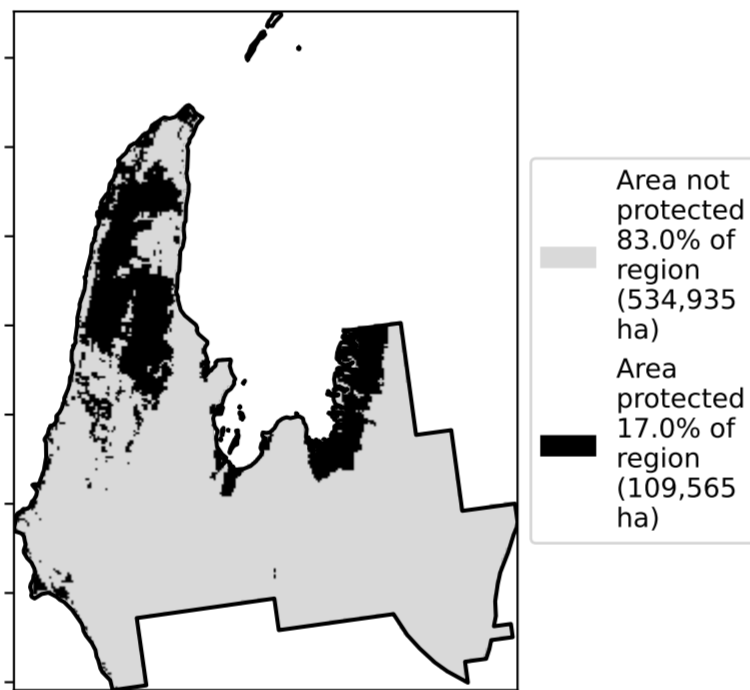 Area not
protected
83.0% of
region
(534,935
ha)
Area
protected
17.0% of
region
(109,565
ha)